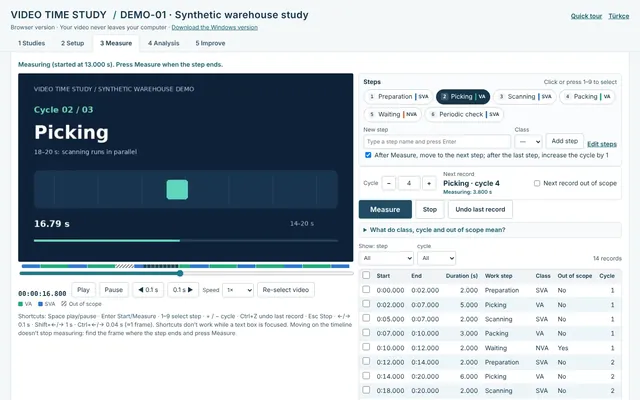 VIDEO TIME STUDY / DEMO-01 · Synthetic warehouse study
Browser version · Your video never leaves your computer · Download the Windows version
Quick tour Türkçe
1 Studies 2 Setup 3 Measure 4 Analysis 5 Improve
Measuring (started at 13.000 s). Press Measure when the step ends.
VIDEO TIME STUDY / SYNTHETIC WAREHOUSE DEMO
Cycle 02 / 03
Picking
18–20 s: scanning runs in parallel
16.79 s 14–20 s
00:00:16.800 Play Pause ◀ 0.1 s 0.1 s ▶ Speed 1× Re-select video
VA SVA Out of scope
Shortcuts: Space play/pause · Enter Start/Measure · 1–9 select step · + / − cycle · Ctrl+Z undo last record · Esc Stop · ←/→
0.1 s · Shift+←/→ 1 s · Ctrl+←/→ 0.04 s (≈1 frame). Shortcuts don't work while a text box is focused. Moving on the timeline
doesn't stop measuring: find the frame where the step ends and press Measure.
Steps Click or press 1–9 to select
1 Preparation SVA 2 Picking VA 3 Scanning SVA 4 Packing VA
5 Waiting NVA 6 Periodic check SVA
New step Class
Type a step name and press Enter — Add step Edit steps
After Measure, move to the next step; after the last step, increase the cycle by 1
Cycle − 4 + Next record
Picking · cycle 4
Measuring: 3.800 s
Next record out of scope
Measure Stop Undo last record
▶ What do class, cycle and out of scope mean?
Show: step cycle
All All 14 records
Start End Duration (s) Work step Class Out of scope Cycle
0:00.000 0:02.000 2.000 Preparation SVA No 1
0:02.000 0:07.000 5.000 Picking VA No 1
0:05.000 0:07.000 2.000 Scanning SVA No 1
0:07.000 0:10.000 3.000 Packing VA No 1
0:10.000 0:12.000 2.000 Waiting NVA Yes 1
0:12.000 0:14.000 2.000 Preparation SVA No 2
0:14.000 0:20.000 6.000 Picking VA No 2
0:18.000 0:20.000 2.000 Scanning SVA No 2